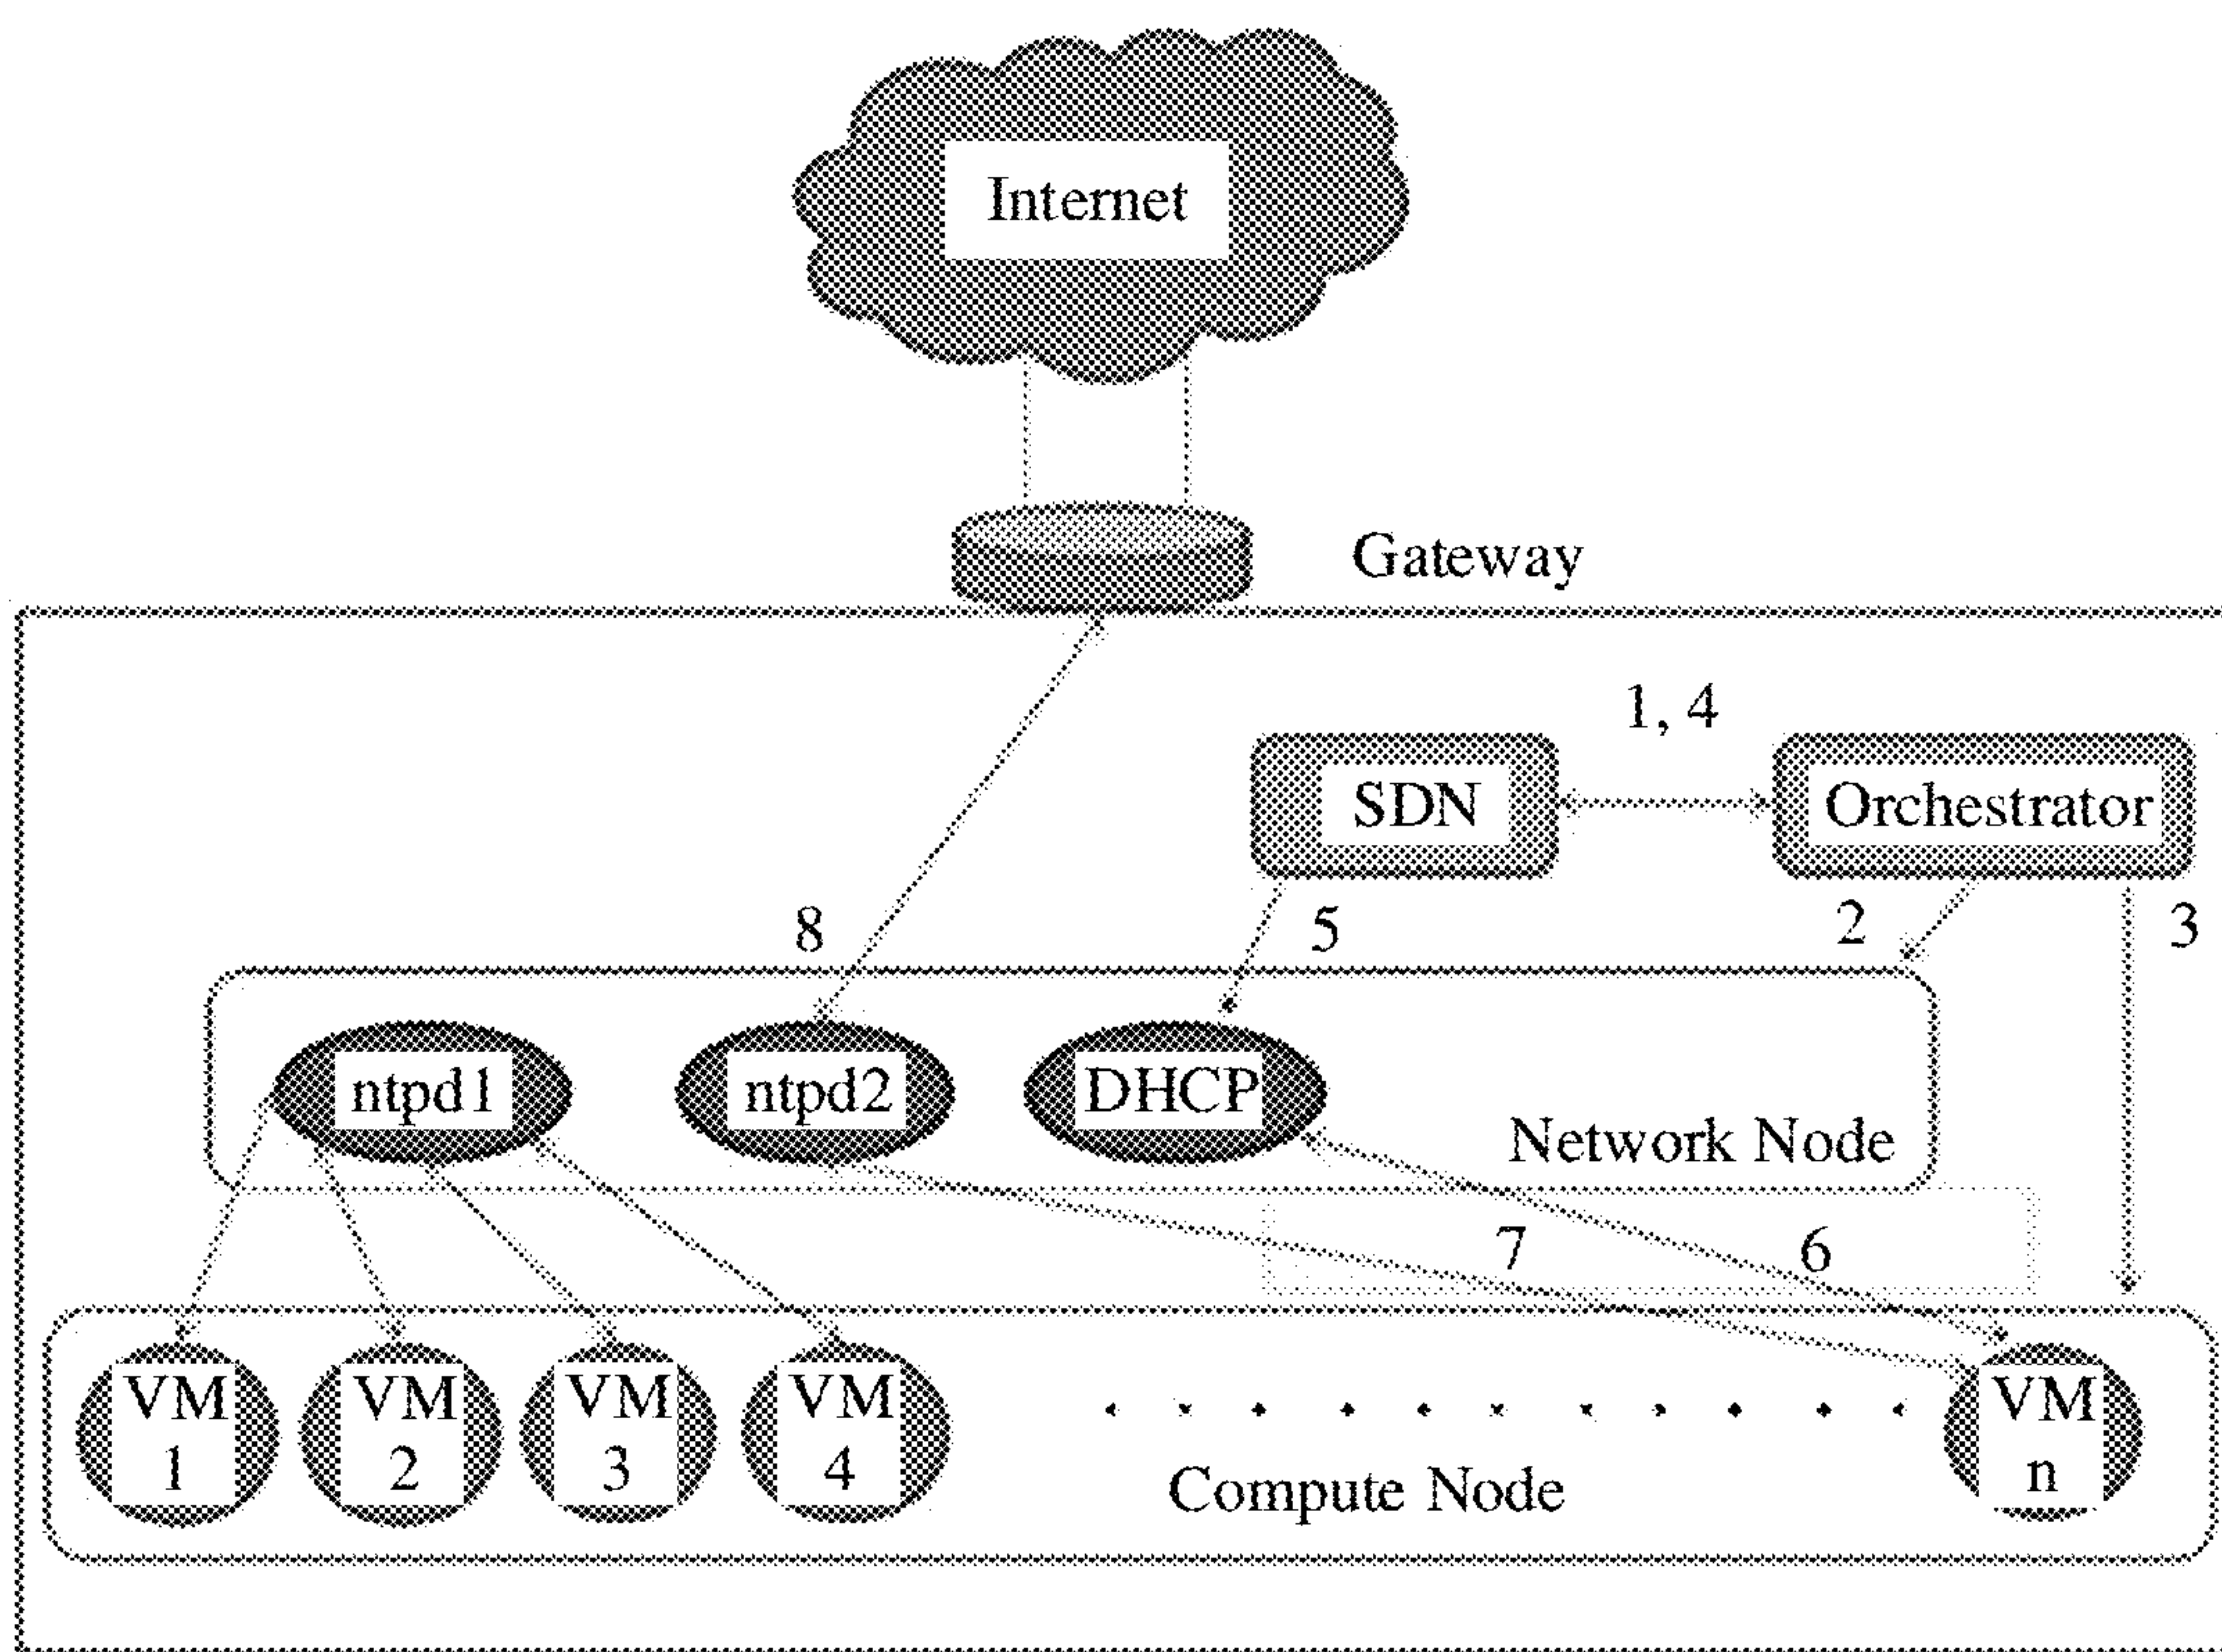 Internet
Gateway
1, 4
SDN
Orchestrator
8
5
2
3
ntpd1
ntpd2
DHCP
Network Node
7
6
VM
1
VM
2
VM
3
VM
4
VM
n
Compute Node